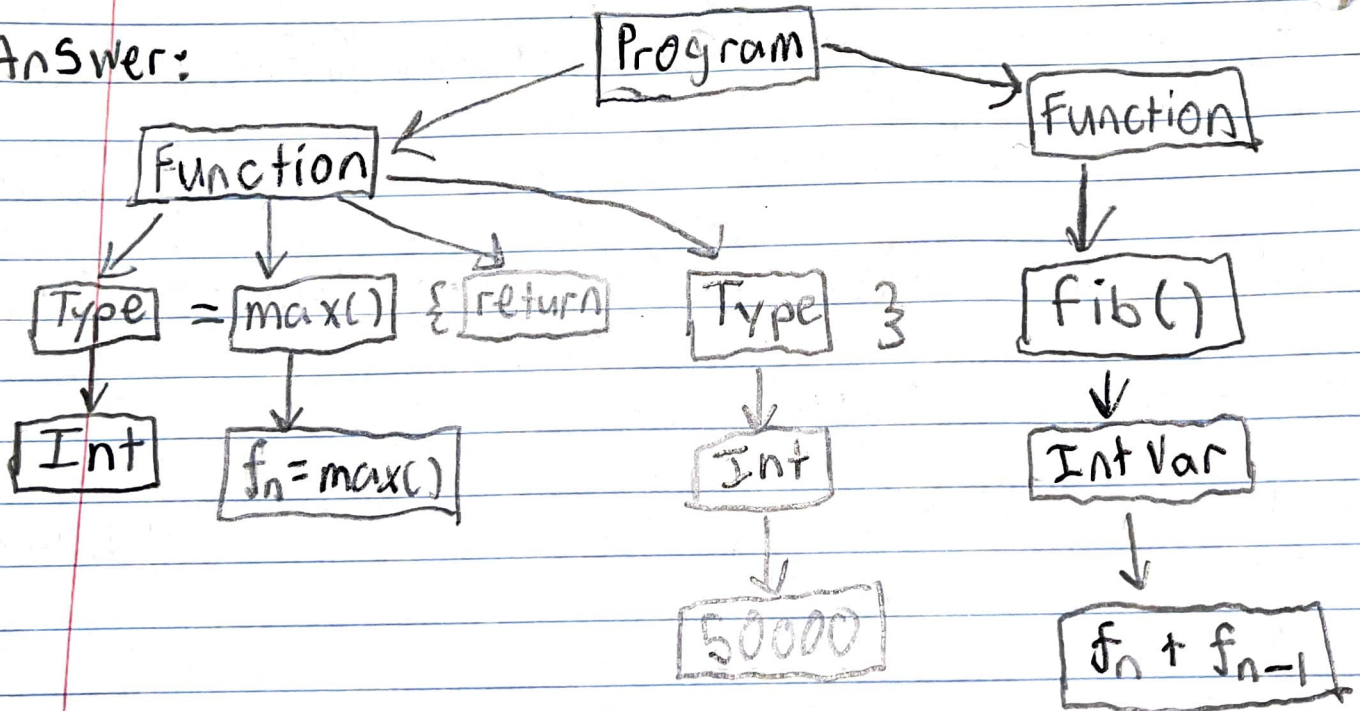 Answer:
Program
Function
Function
Type = max() { return Type }
fib()
Int
fn = max()
Int
Int Var
50000
fn + fn-1